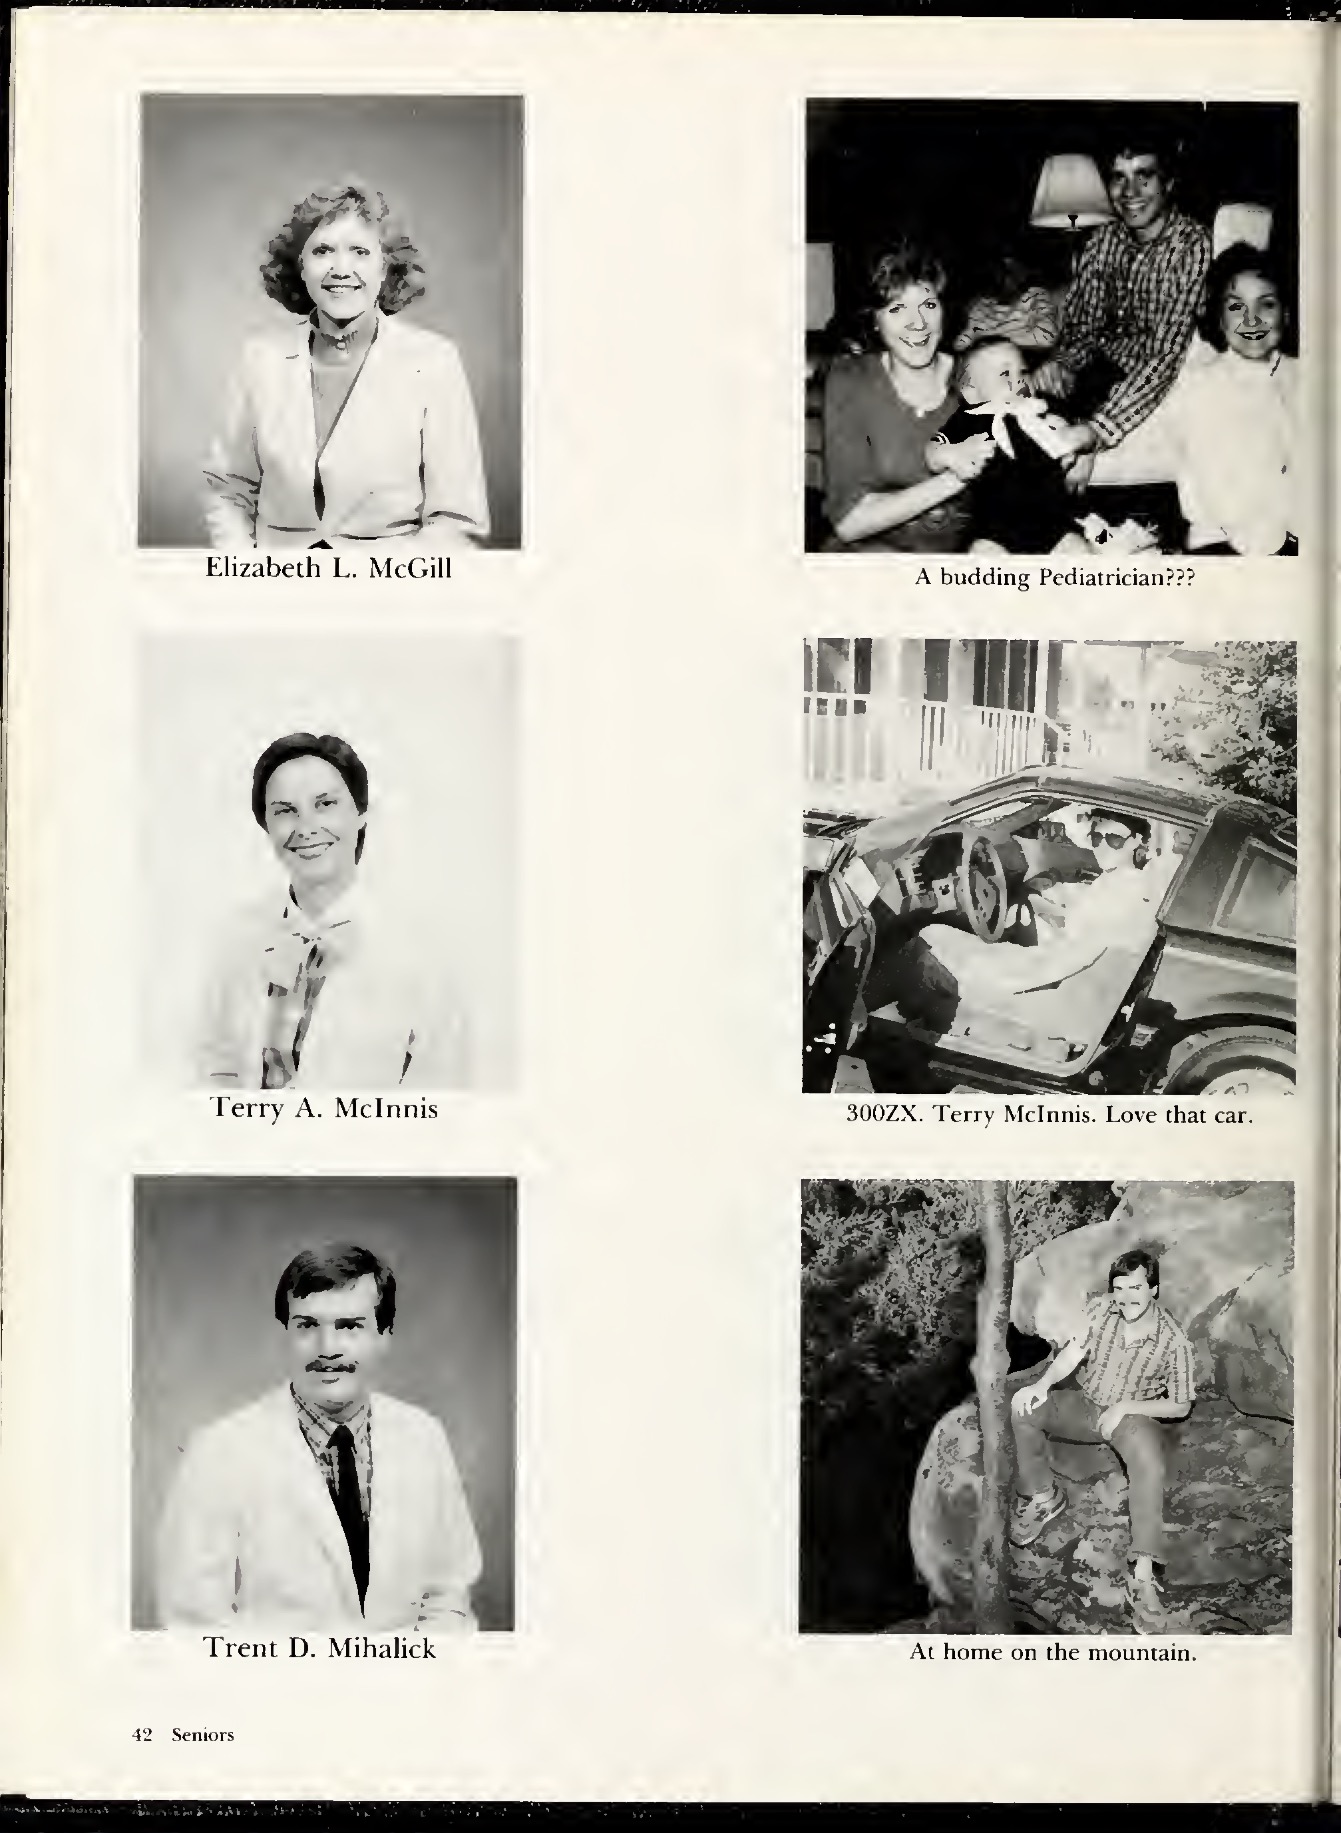 Elizabeth L. McGill
A budding Pediatrician???
Terry A. McInnis
300ZX. Terry McInnis. Love that car.
Trent D. Mihalick
At home on the mountain.
42 Seniors